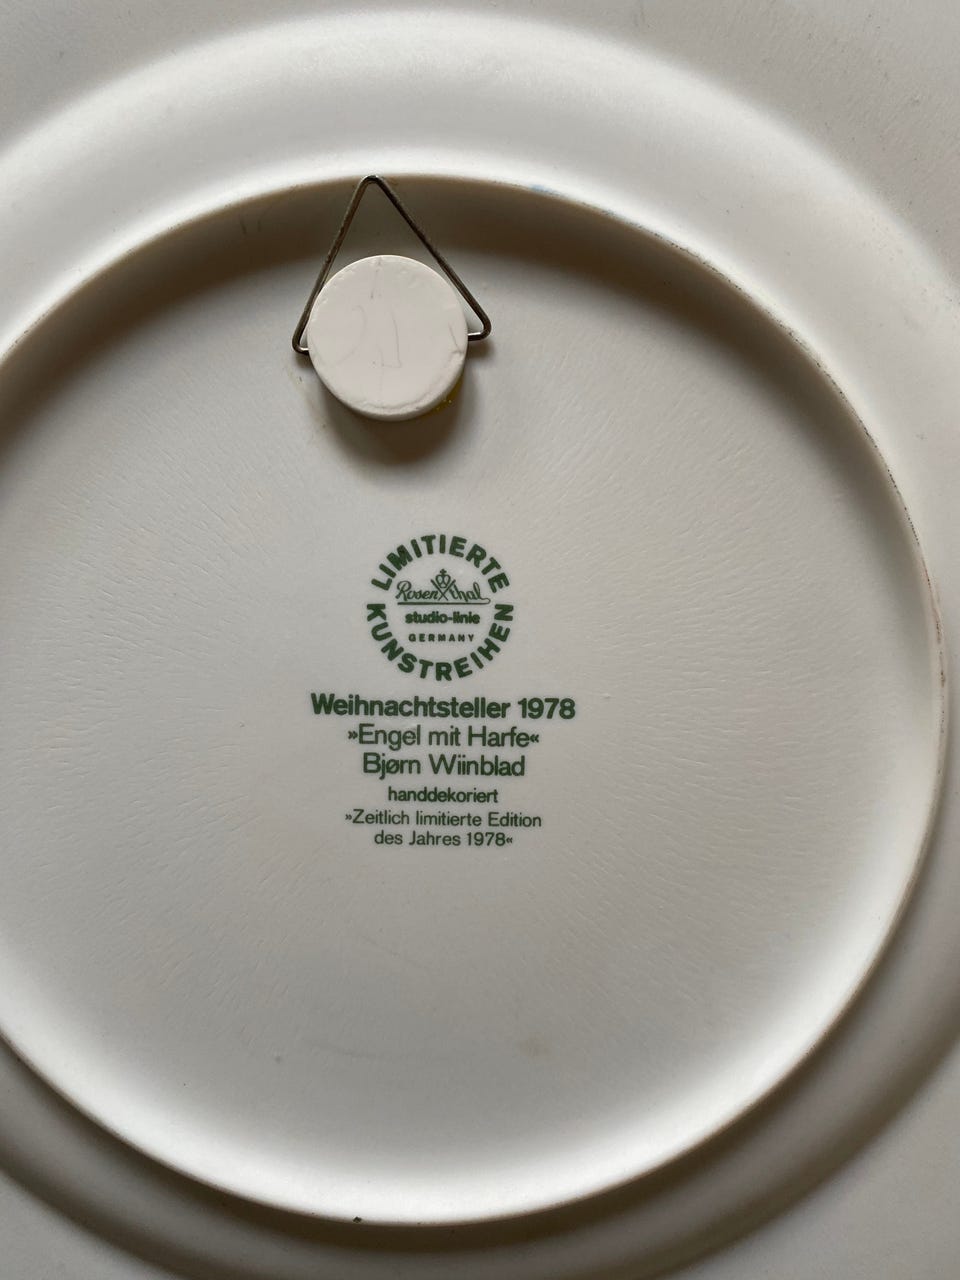 LIMITIERTE
Rosenthal
studio-linie
GERMANY
KUNSTREIHEN
Weihnachtsteller 1978
»Engel mit Harfe«
Bjørn Wiinblad
handdekoriert
»Zeitlich limitierte Edition
des Jahres 1978«